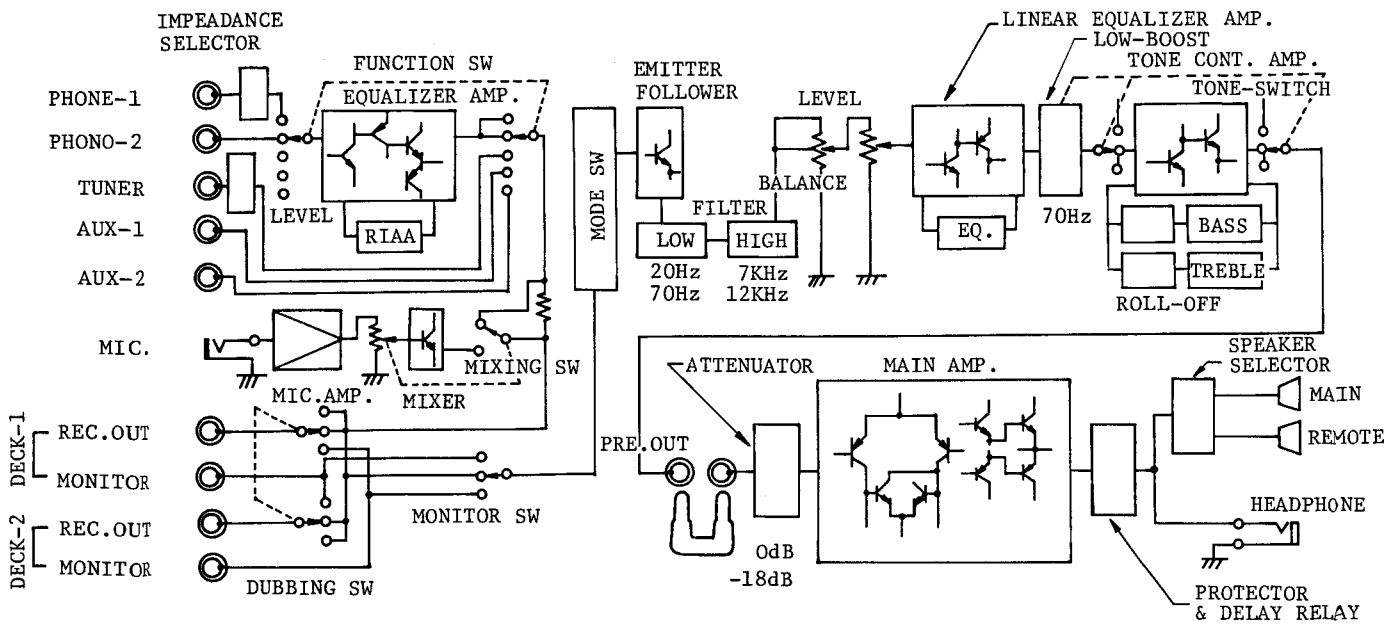 IMPEADANCE
SELECTOR
FUNCTION SW
EQUALIZER AMP.
EMITTER
FOLLOWER
LINEAR EQUALIZER AMP.
LOW-BOOST
TONE CONT. AMP.
TONE-SWITCH
LEVEL
PHONE-1
PHONO-2
TUNER
AUX-1
AUX-2
MIC.
LEVEL
RIAA
MODE SW
BALANCE
FILTER
LOW
HIGH
20Hz
70Hz
7KHz
12KHz
EQ.
70Hz
BASS
TREBLE
ROLL-OFF
MIC.AMP.
MIXER
MIXING SW
ATTENUATOR
MAIN AMP.
SPEAKER
SELECTOR
MAIN
REMOTE
DECK-1
REC.OUT
MONITOR
DECK-2
REC.OUT
MONITOR
DUBBING SW
MONITOR SW
PRE.OUT
0dB
-18dB
HEADPHONE
PROTECTOR
& DELAY RELAY